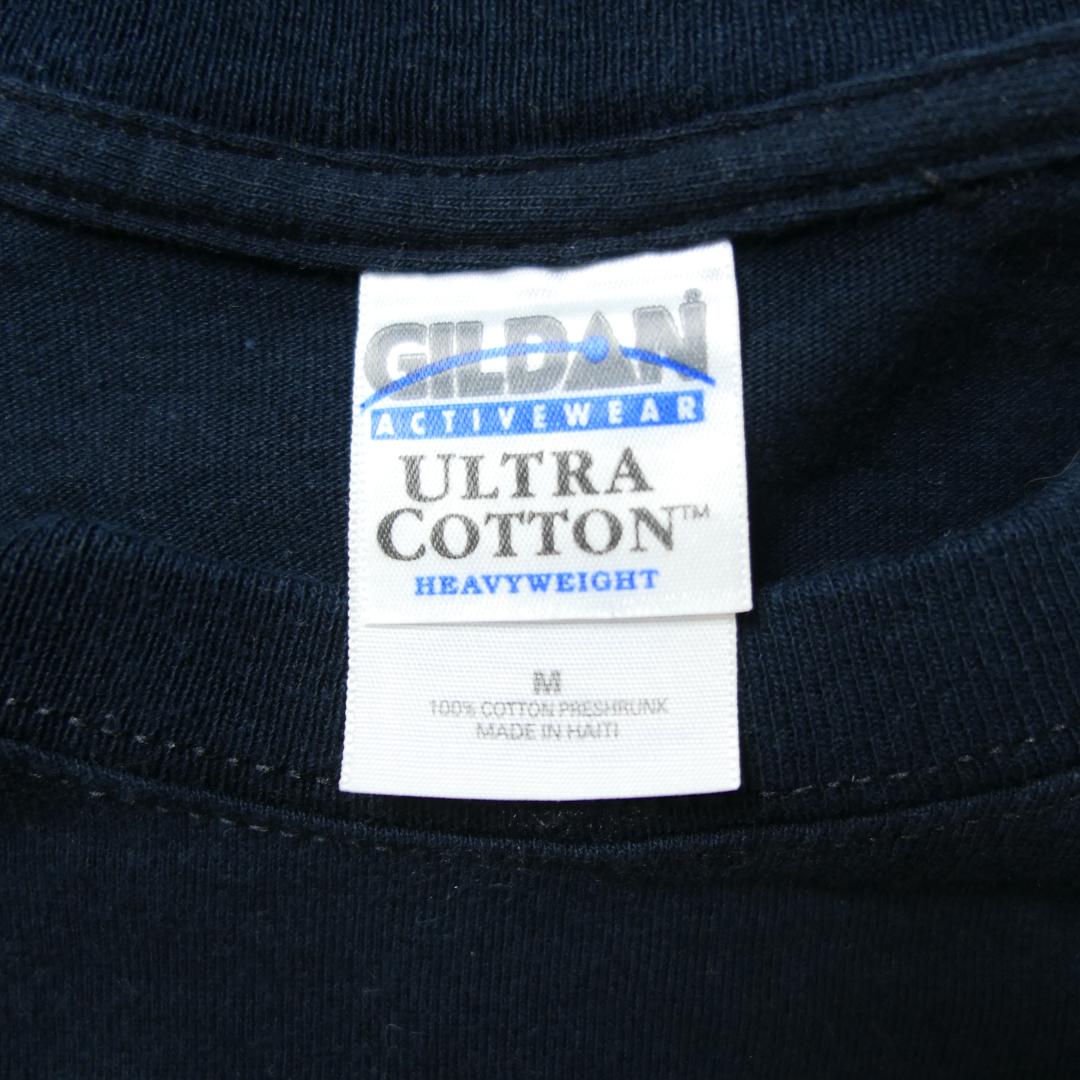 GILDAN®
ACTIVEWEAR
ULTRA
COTTON™
HEAVYWEIGHT
M
100% COTTON PRESHRUNK
MADE IN HAITI